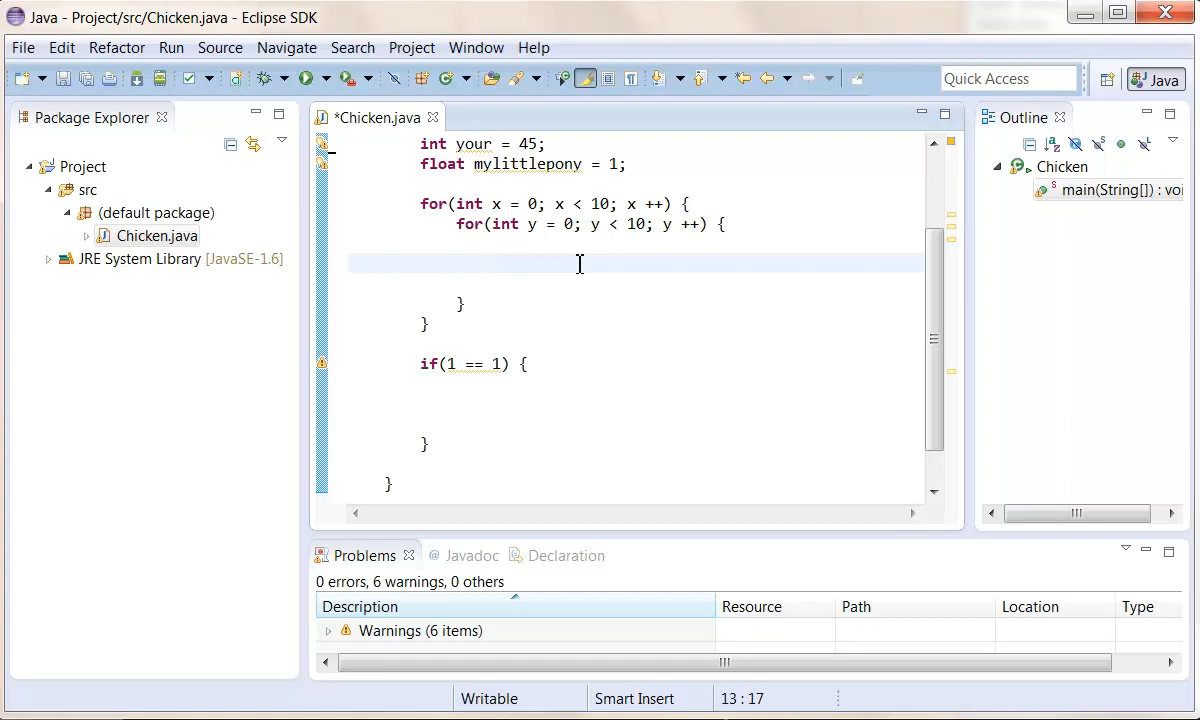 Java - Project/src/Chicken.java - Eclipse SDK
File Edit Refactor Run Source Navigate Search Project Window Help
Quick Access
Java
Package Explorer
Project
src
(default package)
Chicken.java
JRE System Library [JavaSE-1.6]
*Chicken.java
int your = 45;
float mylittlepony = 1;
for(int x = 0; x < 10; x ++) {
for(int y = 0; y < 10; y ++) {
}
}
if(1 == 1) {
}
}
Outline
Chicken
main(String[]) : voi
Problems @ Javadoc Declaration
0 errors, 6 warnings, 0 others
Description Resource Path Location Type
Warnings (6 items)
Writable Smart Insert 13 : 17